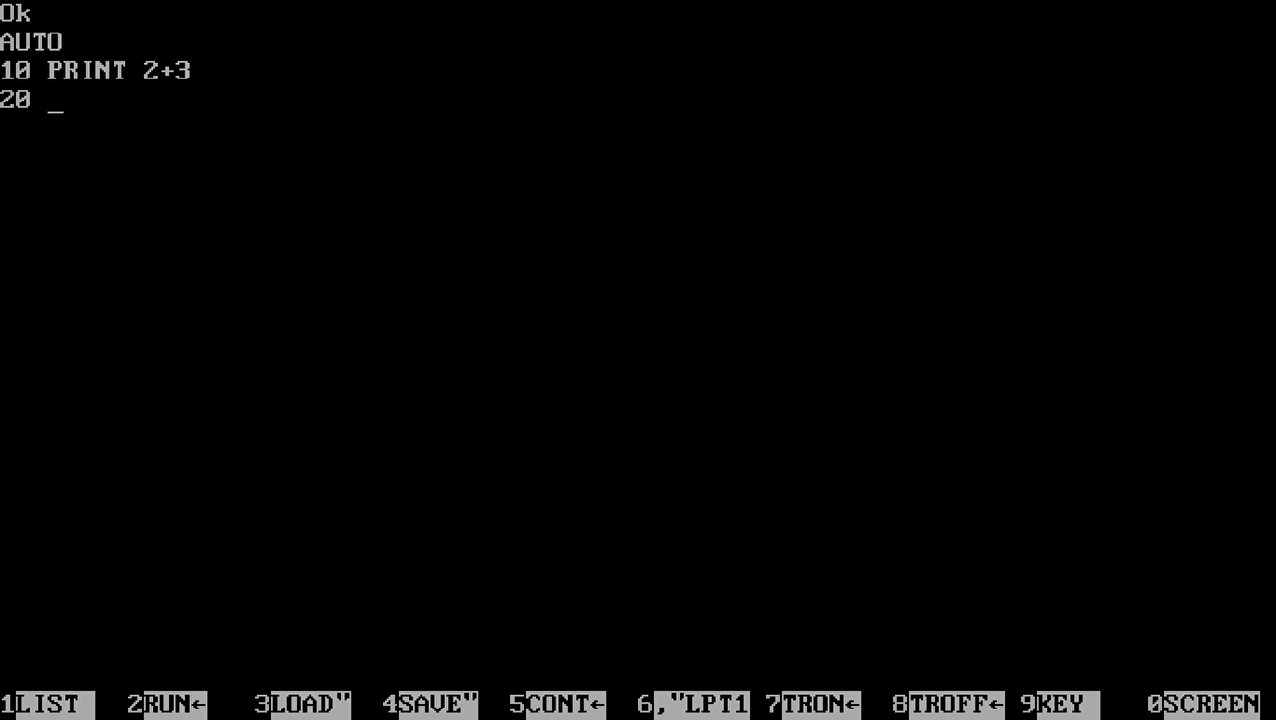 Ok
AUTO
10 PRINT 2+3
20 _
1LIST 2RUN← 3LOAD" 4SAVE" 5CONT← 6,"LPT1 7TRON← 8TROFF← 9KEY 0SCREEN